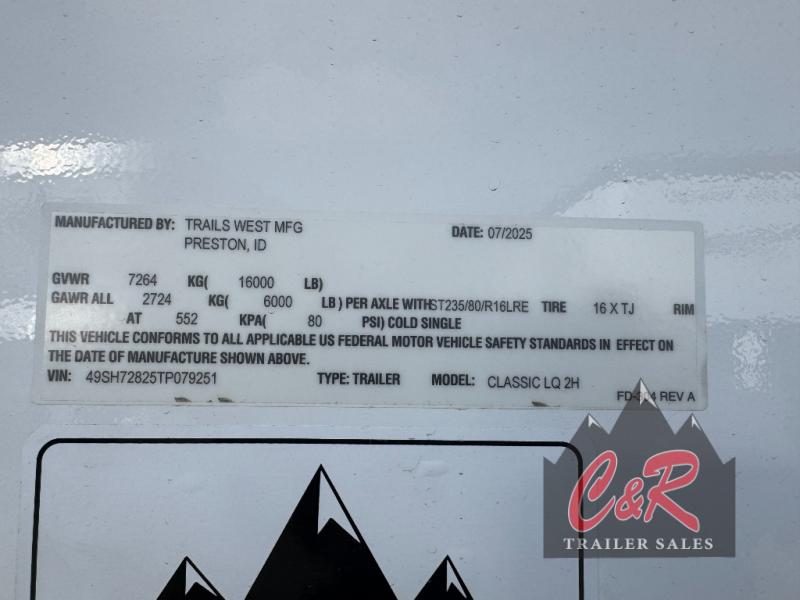 MANUFACTURED BY: TRAILS WEST MFG DATE: 07/2025
PRESTON, ID
GVWR 7264 KG( 16000 LB)
GAWR ALL 2724 KG( 6000 LB) PER AXLE WITH ST235/80/R16LRE TIRE 16 X TJ RIM
AT 552 KPA( 80 PSI) COLD SINGLE
THIS VEHICLE CONFORMS TO ALL APPLICABLE US FEDERAL MOTOR VEHICLE SAFETY STANDARDS IN EFFECT ON
THE DATE OF MANUFACTURE SHOWN ABOVE.
VIN: 49SH72825TP079251 TYPE: TRAILER MODEL: CLASSIC LQ 2H
FD-304 REV A
C&R
TRAILER SALES